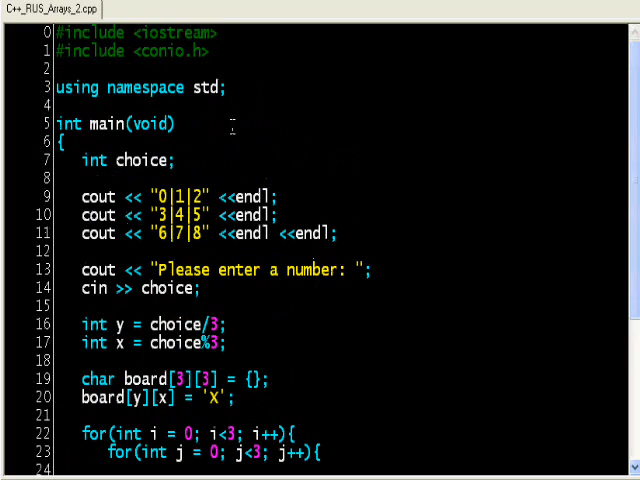 C++_RUS_Arrays_2.cpp
0#include <iostream>
1#include <conio.h>
2
3 using namespace std;
4
5 int main(void)
6 {
7 int choice;
8
9 cout << "0|1|2" <<endl;
10 cout << "3|4|5" <<endl;
11 cout << "6|7|8" <<endl <<endl;
12
13 cout << "Please enter a number: ";
14 cin >> choice;
15
16 int y = choice/3;
17 int x = choice%3;
18
19 char board[3][3] = {};
20 board[y][x] = 'X';
21
22 for(int i = 0; i<3; i++){
23 for(int j = 0; j<3; j++){
24